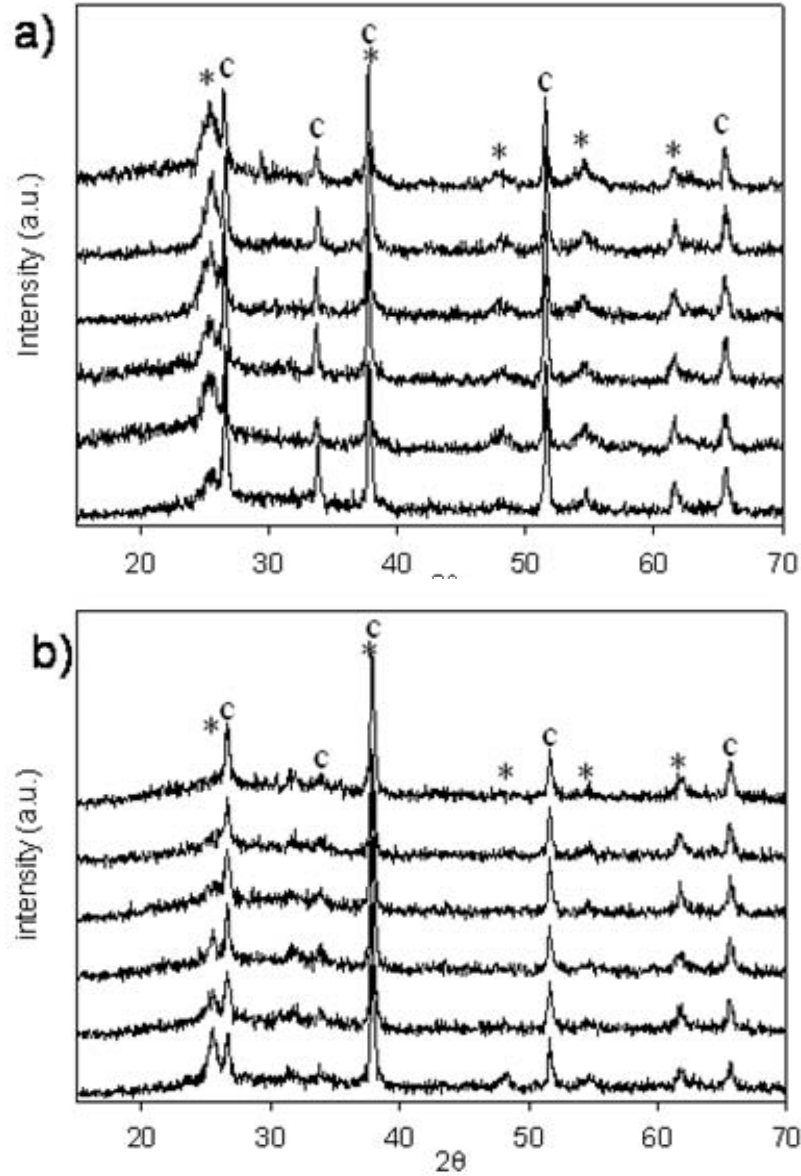 a)
C
* C * C * C * * C
Intensity (a.u.)
20 30 40 50 60 70
b)
C
*
* C C * C * * C
intensity (a.u.)
20 30 40 50 60 70
2θ